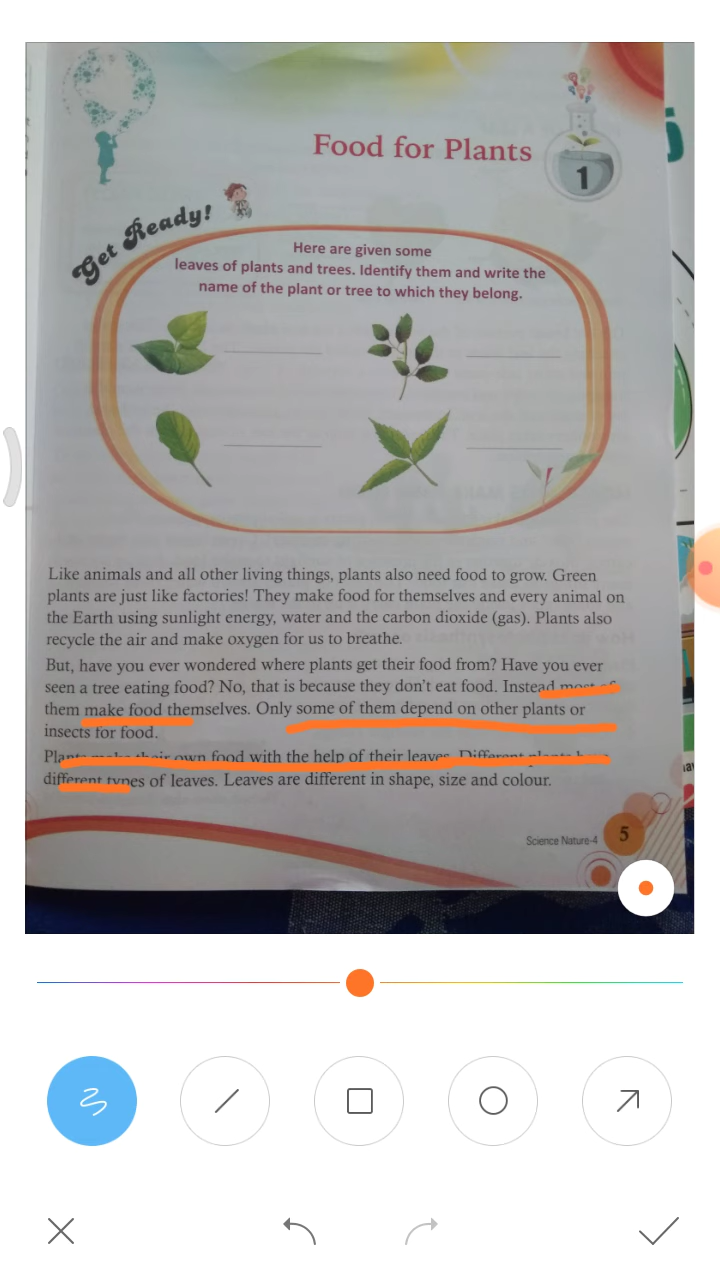 Food for Plants
1
Get Ready!
Here are given some
leaves of plants and trees. Identify them and write the
name of the plant or tree to which they belong.
Like animals and all other living things, plants also need food to grow. Green
plants are just like factories! They make food for themselves and every animal on
the Earth using sunlight energy, water and the carbon dioxide (gas). Plants also
recycle the air and make oxygen for us to breathe.
But, have you ever wondered where plants get their food from? Have you ever
seen a tree eating food? No, that is because they don't eat food. Instead most of
them make food themselves. Only some of them depend on other plants or
insects for food.
Plants make their own food with the help of their leaves. Different plants have
different types of leaves. Leaves are different in shape, size and colour.
Science Nature-4
5